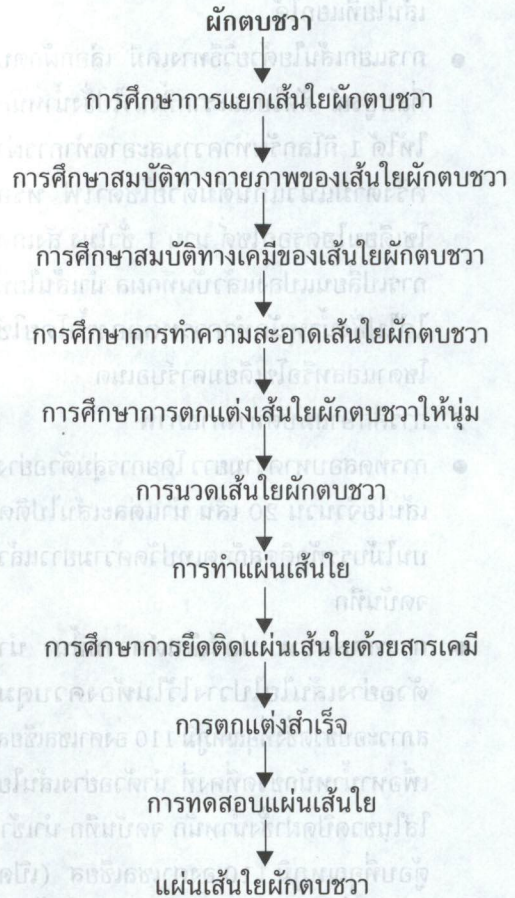 ผักตบชวา
การศึกษาการแยกเส้นใยผักตบชวา
การศึกษาสมบัติทางกายภาพของเส้นใยผักตบชวา
การศึกษาสมบัติทางเคมีของเส้นใยผักตบชวา
การศึกษาการทำความสะอาดเส้นใยผักตบชวา
การศึกษาการตกแต่งเส้นใยผักตบชวาให้นุ่ม
การนวดเส้นใยผักตบชวา
การทำแผ่นเส้นใย
การศึกษาการยึดติดแผ่นเส้นใยด้วยสารเคมี
การตกแต่งสำเร็จ
การทดสอบแผ่นเส้นใย
แผ่นเส้นใยผักตบชวา